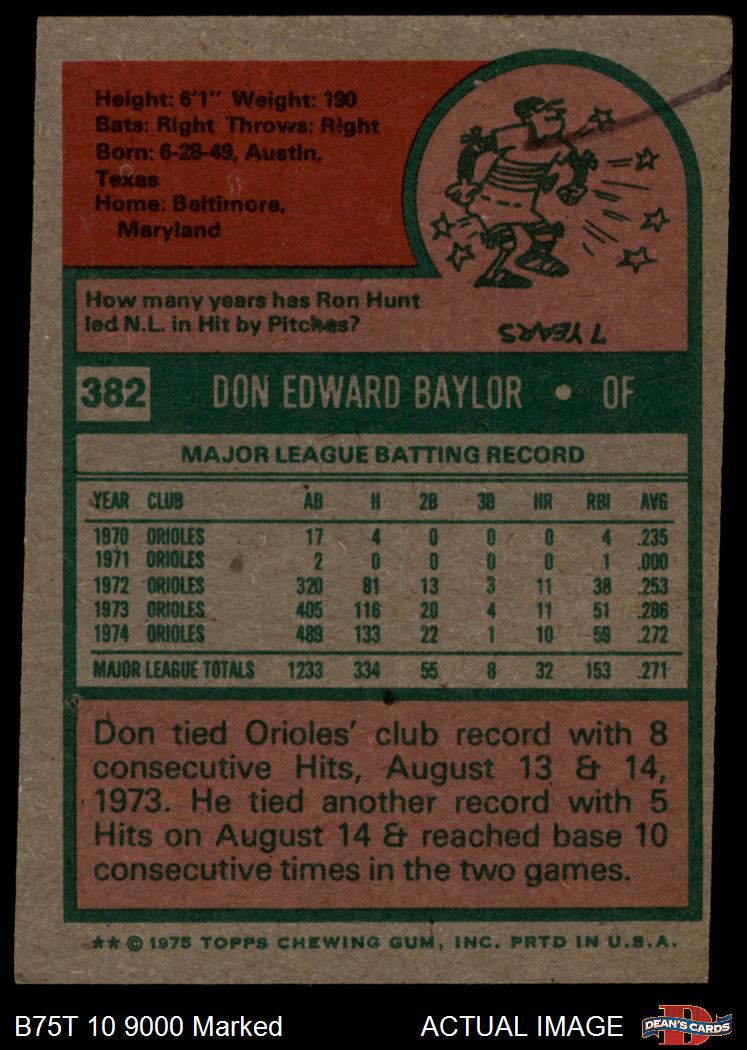 Height: 6'1" Weight: 190
Bats: Right Throws: Right
Born: 6-28-49, Austin,
Texas
Home: Baltimore,
Maryland
How many years has Ron Hunt
led N.L. in Hit by Pitches?
7 YEARS
382 DON EDWARD BAYLOR • OF
MAJOR LEAGUE BATTING RECORD
YEAR CLUB AB H 2B 3B HR RBI AVG
1970 ORIOLES 17 4 0 0 0 4 .235
1971 ORIOLES 2 0 0 0 0 1 .000
1972 ORIOLES 320 81 13 3 11 38 .253
1973 ORIOLES 405 116 20 4 11 51 .286
1974 ORIOLES 489 133 22 1 10 59 .272
MAJOR LEAGUE TOTALS 1233 334 55 8 32 153 .271
Don tied Orioles' club record with 8
consecutive Hits, August 13 & 14,
1973. He tied another record with 5
Hits on August 14 & reached base 10
consecutive times in the two games.
** © 1975 TOPPS CHEWING GUM, INC. PRTD IN U.S.A.
B75T 10 9000 Marked ACTUAL IMAGE DEAN'S CARDS